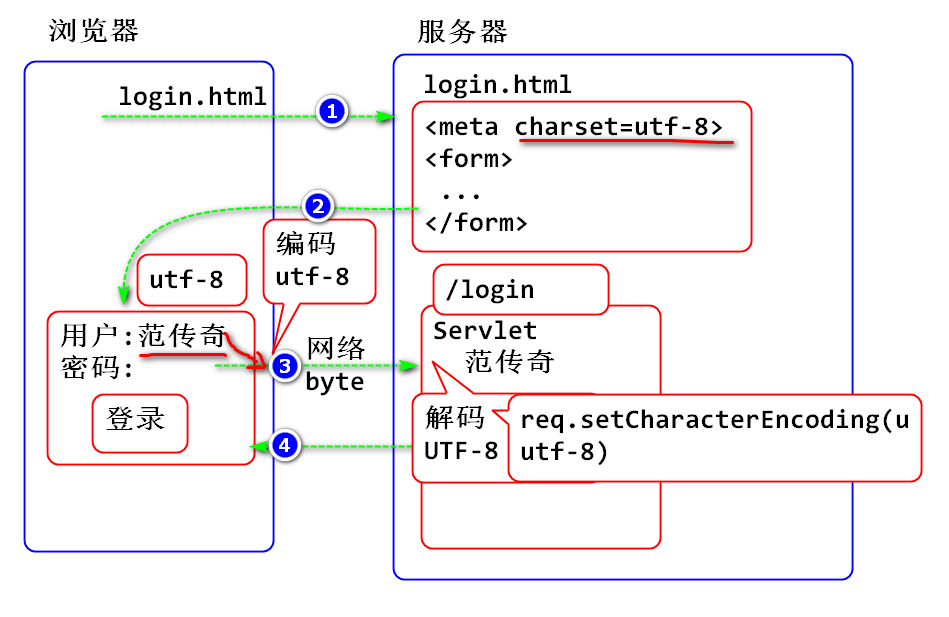 浏览器
服务器
login.html
1
login.html
<meta charset=utf-8>
<form>
...
</form>
2
编码
utf-8
utf-8
/login
用户:范传奇
密码:
登录
3
网络
byte
Servlet
范传奇
解码
UTF-8
req.setCharacterEncoding(u
utf-8)
4